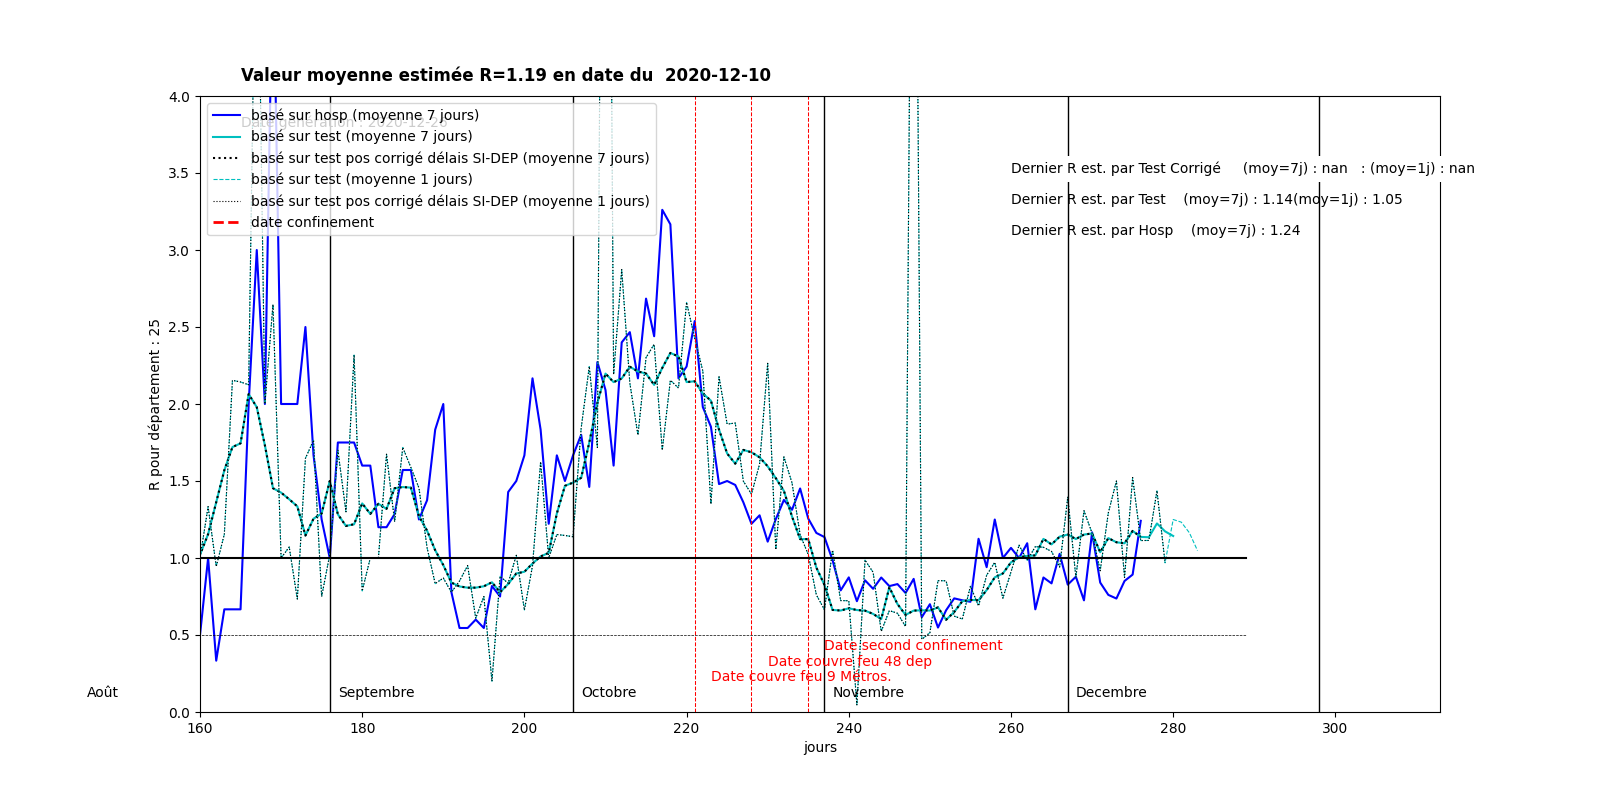 Valeur moyenne estimée R=1.19 en date du  2020-12-10
Date génération : 2020-12-20
basé sur hosp (moyenne 7 jours)
basé sur test (moyenne 7 jours)
basé sur test pos corrigé délais SI-DEP (moyenne 7 jours)
basé sur test (moyenne 1 jours)
basé sur test pos corrigé délais SI-DEP (moyenne 1 jours)
date confinement
Dernier R est. par Test Corrigé     (moy=7j) : nan   : (moy=1j) : nan
Dernier R est. par Test    (moy=7j) : 1.14(moy=1j) : 1.05
Dernier R est. par Hosp    (moy=7j) : 1.24
R pour département : 25
4.0
3.5
3.0
2.5
2.0
1.5
1.0
0.5
0.0
Date second confinement
Date couvre feu 48 dep
Date couvre feu 9 Métros.
Août Septembre Octobre Novembre Decembre
160 180 200 220 240 260 280 300
jours